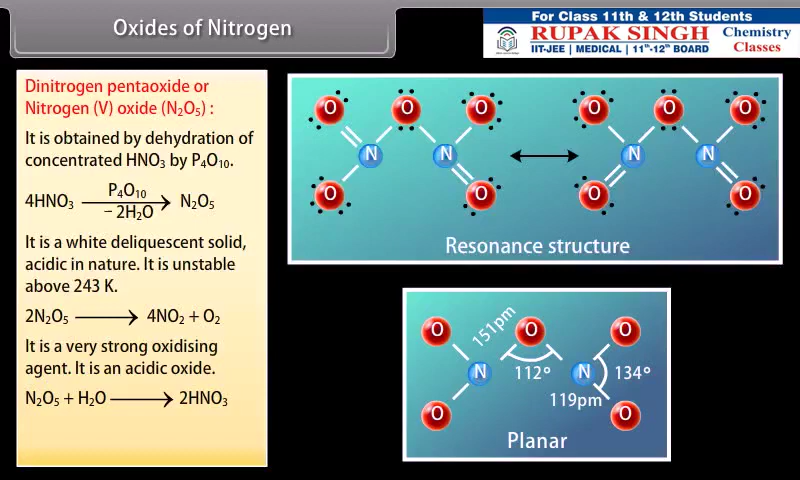 Oxides of Nitrogen
For Class 11th & 12th Students
RUPAK SINGH
IIT-JEE | MEDICAL | 11ᵗʰ-12ᵗʰ BOARD
Chemistry
Classes
Dinitrogen pentaoxide or
Nitrogen (V) oxide (N₂O₅) :
It is obtained by dehydration of
concentrated HNO₃ by P₄O₁₀.
4HNO₃ P₄O₁₀ → N₂O₅
− 2H₂O
It is a white deliquescent solid,
acidic in nature. It is unstable
above 243 K.
2N₂O₅ → 4NO₂ + O₂
It is a very strong oxidising
agent. It is an acidic oxide.
N₂O₅ + H₂O → 2HNO₃
O O O O O O
N N N N
O O O O
Resonance structure
O 151pm O O
N 112° N 134°
119pm
O O
Planar